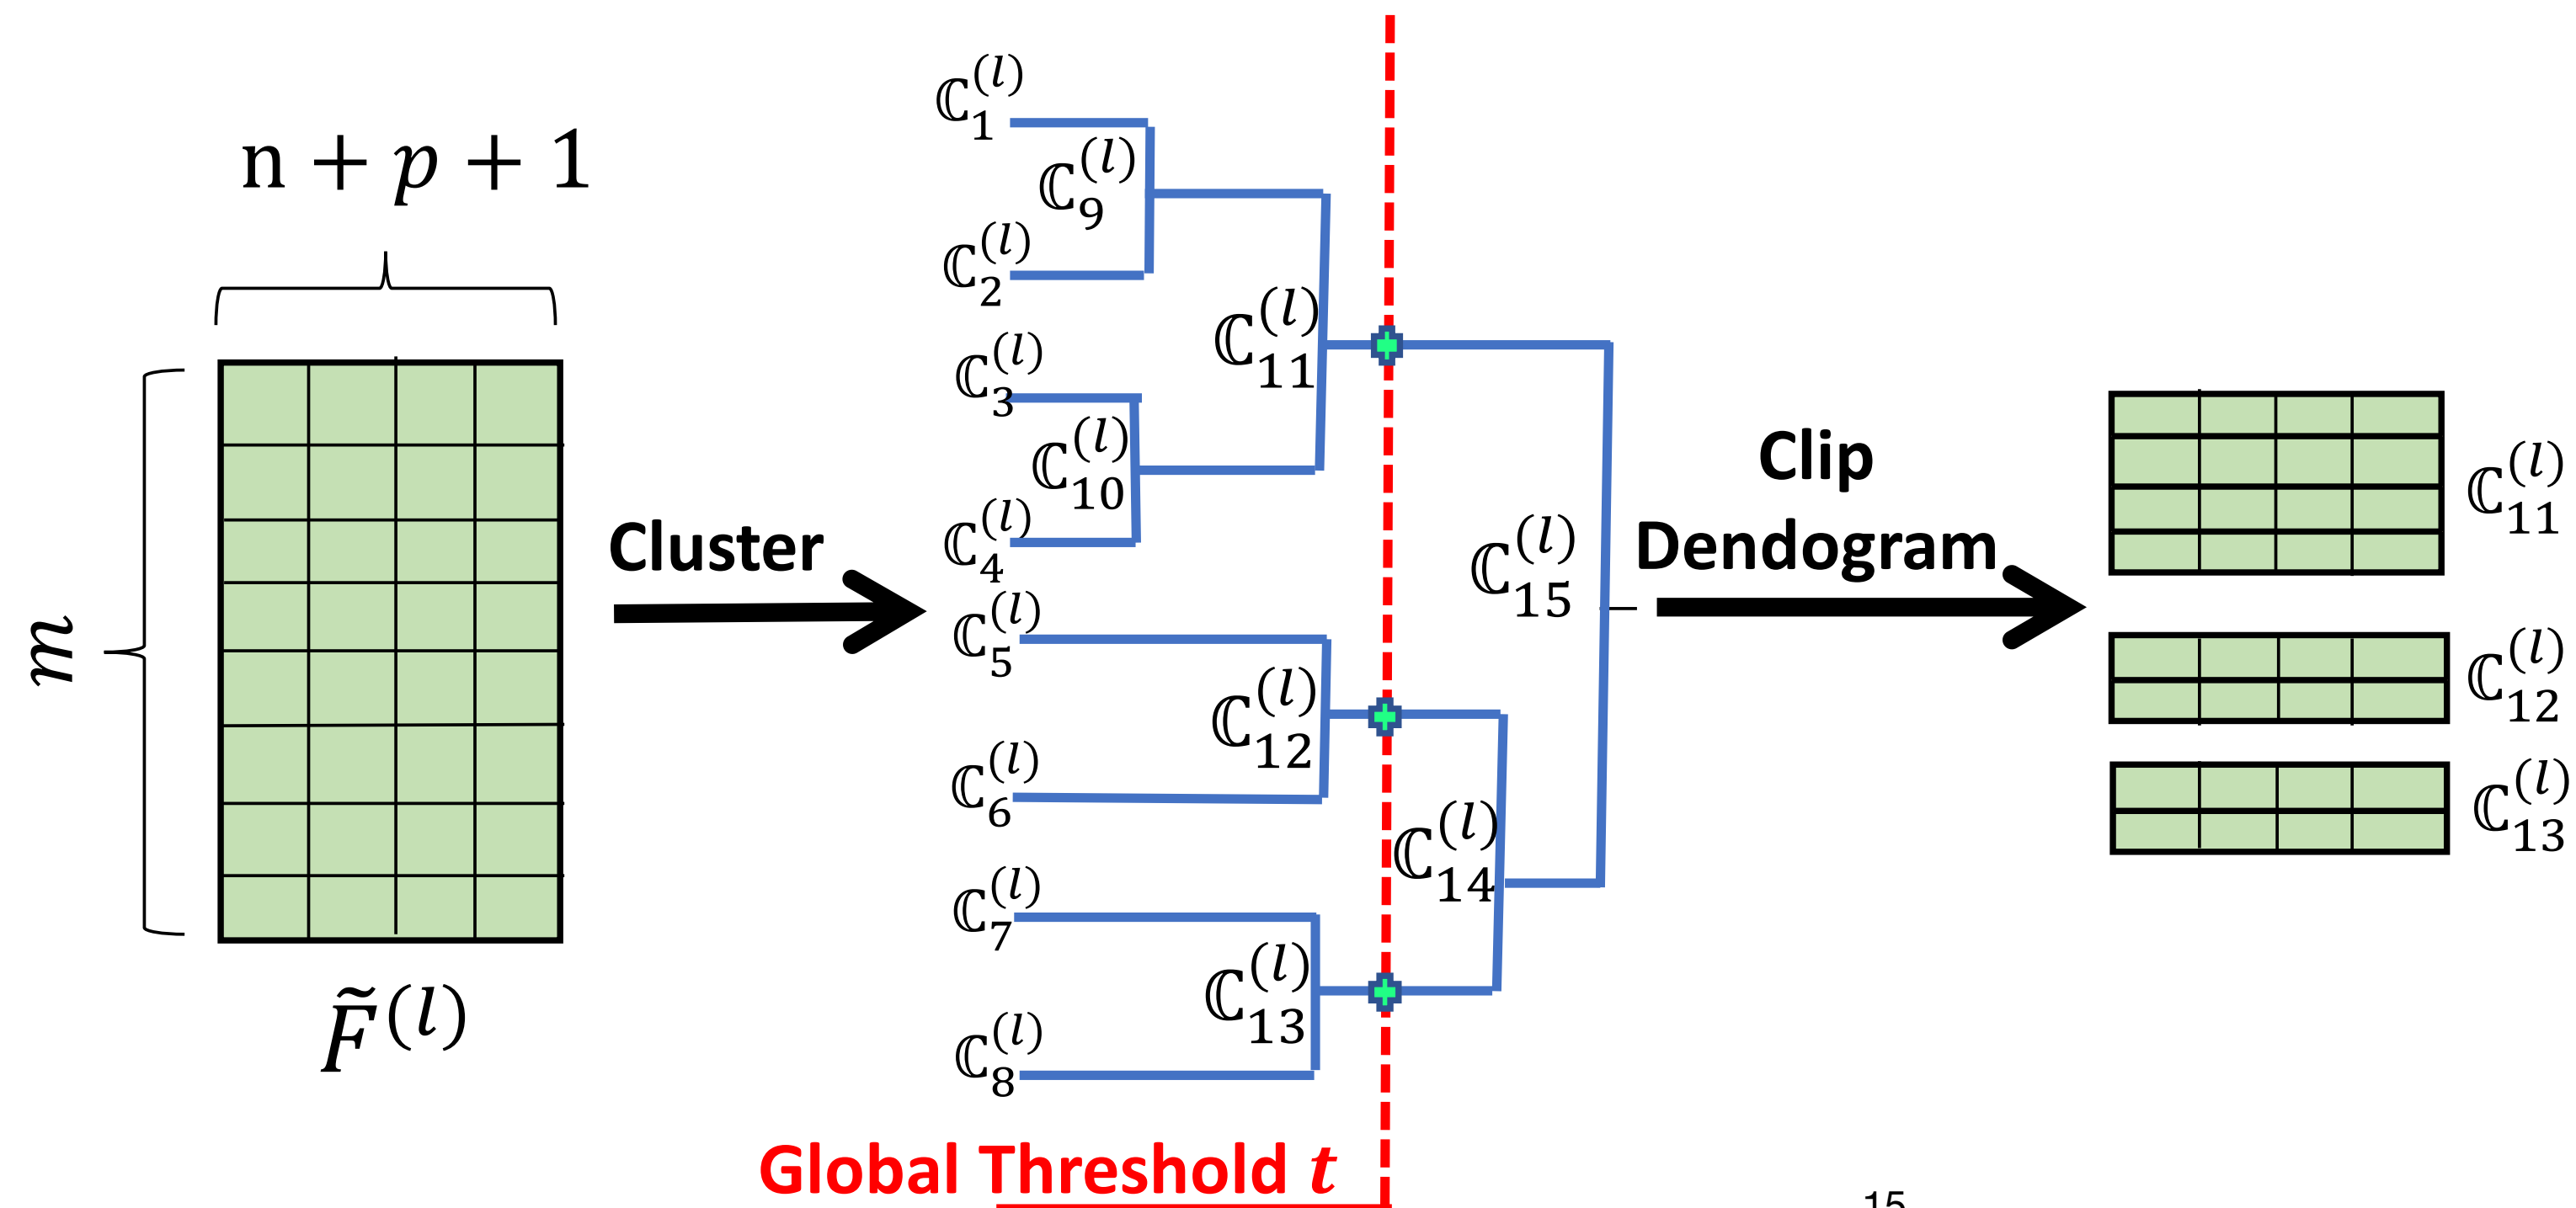 n + p + 1
m
F̃^(l)
Cluster
ℂ_1^(l)
ℂ_9^(l)
ℂ_2^(l)
ℂ_3^(l)
ℂ_10^(l)
ℂ_4^(l)
ℂ_11^(l)
ℂ_5^(l)
ℂ_12^(l)
ℂ_6^(l)
ℂ_7^(l)
ℂ_13^(l)
ℂ_8^(l)
ℂ_14^(l)
ℂ_15^(l)
Global Threshold t
Clip
Dendogram
ℂ_11^(l)
ℂ_12^(l)
ℂ_13^(l)
15